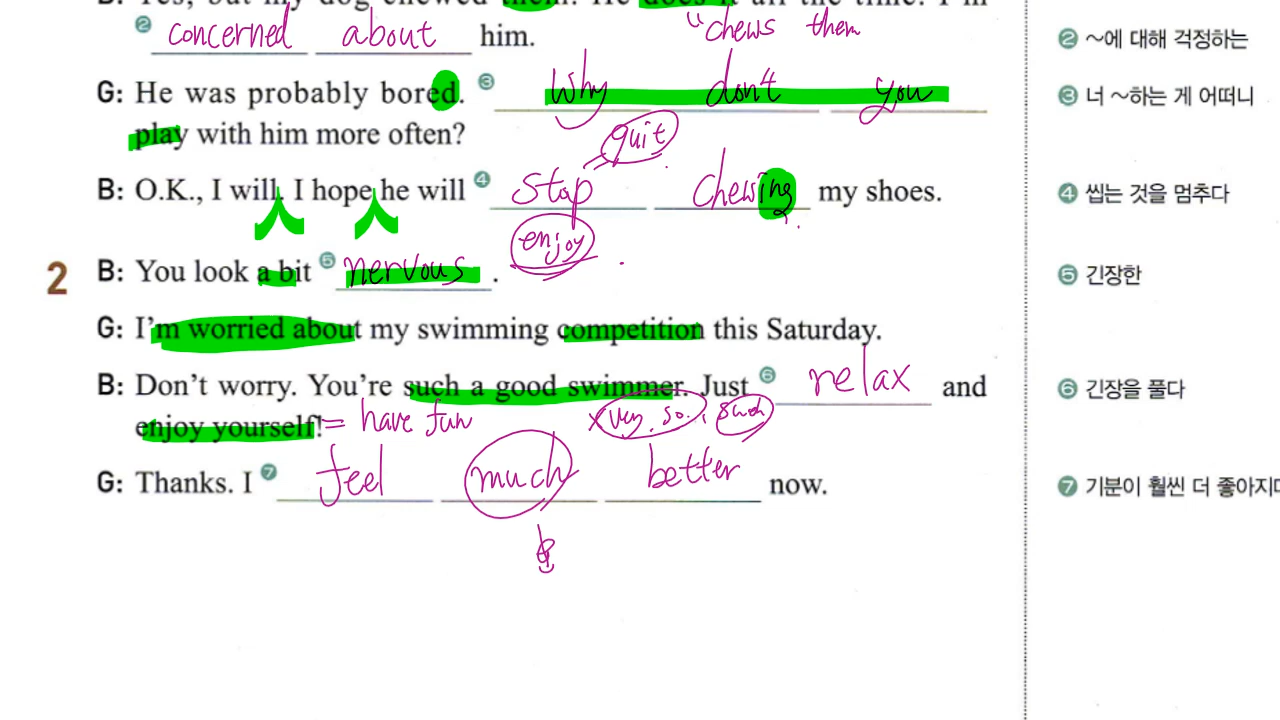 B: Yes, but my dog chewed them. He does it all the time. I'm
② concerned about him. "chews them ② ~에 대해 걱정하는
G: He was probably bored. ③ Why don't you ③ 너 ~하는 게 어떠니
play with him more often? quit
B: O.K., I will. I hope he will ④ stop chewing my shoes. ④ 씹는 것을 멈추다
enjoy
2 B: You look a bit ⑤ nervous. ⑤ 긴장한
G: I'm worried about my swimming competition this Saturday.
B: Don't worry. You're such a good swimmer. Just ⑥ relax and ⑥ 긴장을 풀다
enjoy yourself! = have fun x very. so. such
G: Thanks. I ⑦ feel much better now. ⑦ 기분이 훨씬 더 좋아지다